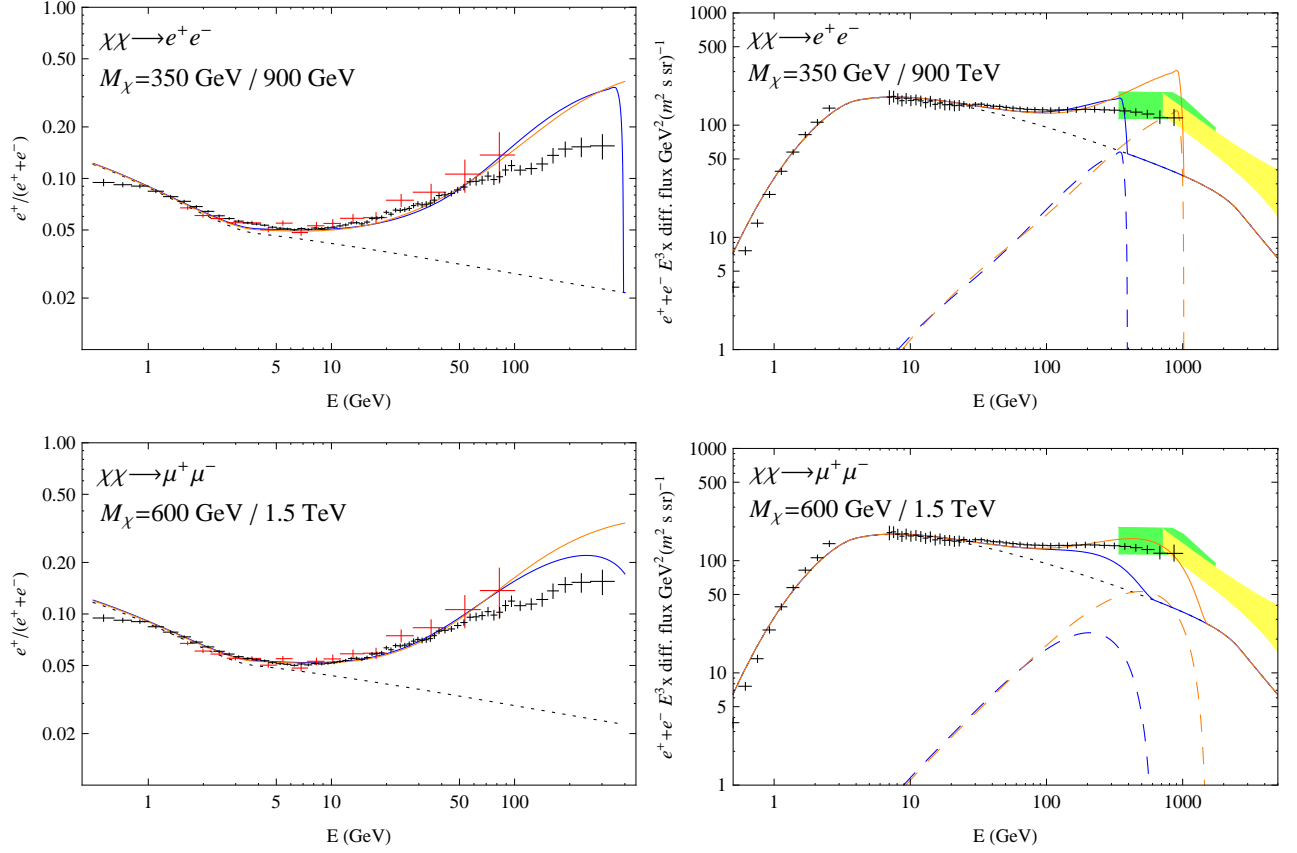 χχ⟶e⁺e⁻
M_χ=350 GeV / 900 GeV
1.00
0.50
0.20
0.10
0.05
0.02
e⁺/(e⁺+e⁻)
1 5 10 50 100
E (GeV)
χχ⟶e⁺e⁻
M_χ=350 GeV / 900 TeV
1000
500
100
50
10
5
1
e⁺+e⁻ E³x diff. flux GeV²(m² s sr)⁻¹
1 10 100 1000
E (GeV)
χχ⟶μ⁺μ⁻
M_χ=600 GeV / 1.5 TeV
1.00
0.50
0.20
0.10
0.05
0.02
e⁺/(e⁺+e⁻)
1 5 10 50 100
E (GeV)
χχ⟶μ⁺μ⁻
M_χ=600 GeV / 1.5 TeV
1000
500
100
50
10
5
1
e⁺+e⁻ E³x diff. flux GeV²(m² s sr)⁻¹
1 10 100 1000
E (GeV)